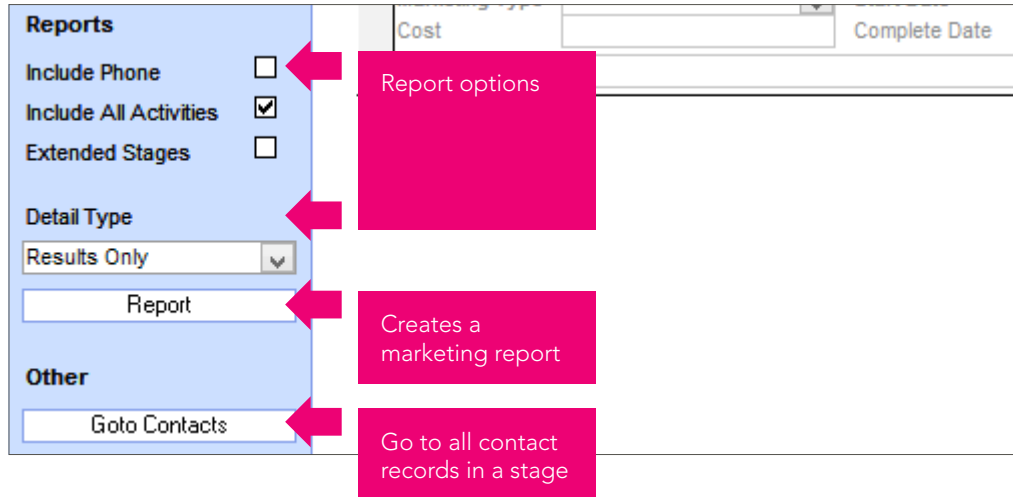 Reports
Include Phone
Include All Activities
Extended Stages
Detail Type
Results Only
Report
Other
Goto Contacts
Cost
Complete Date
Report options
Creates a
marketing report
Go to all contact
records in a stage